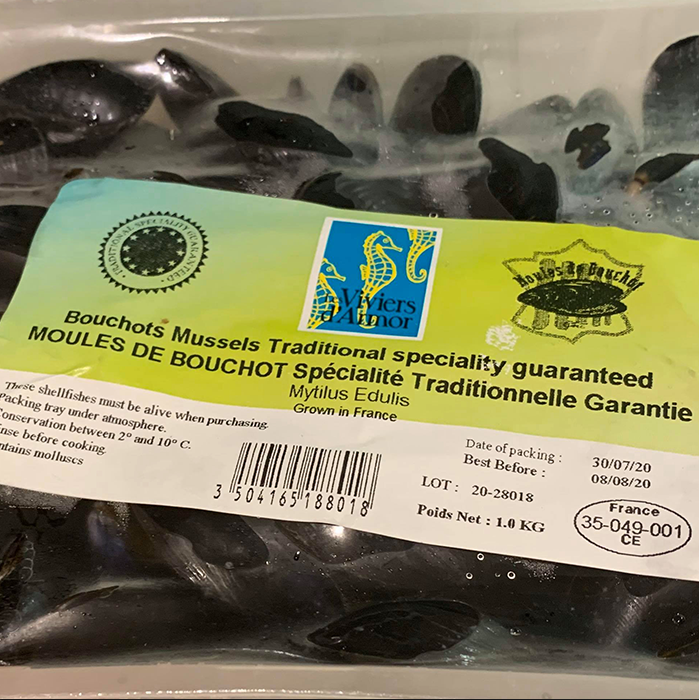 TRADITIONAL SPECIALITY GUARANTEED
Viviers
d'Armor
Moules de Bouchot
Bouchots Mussels Traditional speciality guaranteed
MOULES DE BOUCHOT Spécialité Traditionnelle Garantie
Mytilus Edulis
Grown in France
These shellfishes must be alive when purchasing.
Packing tray under atmosphere.
Conservation between 2° and 10° C.
before cooking.
molluscs
3 504165 188018
Date of packing : 30/07/20
Best Before : 08/08/20
LOT : 20-28018
Poids Net : 1.0 KG
France
35-049-001
CE